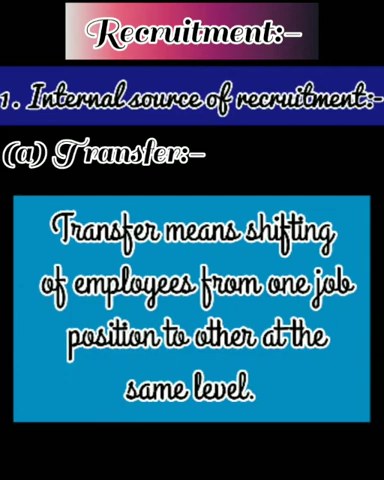 Recruitment:-
1. Internal source of recruitment:-
(a) Transfer:-
Transfer means shifting
of employees from one job
position to other at the
same level.